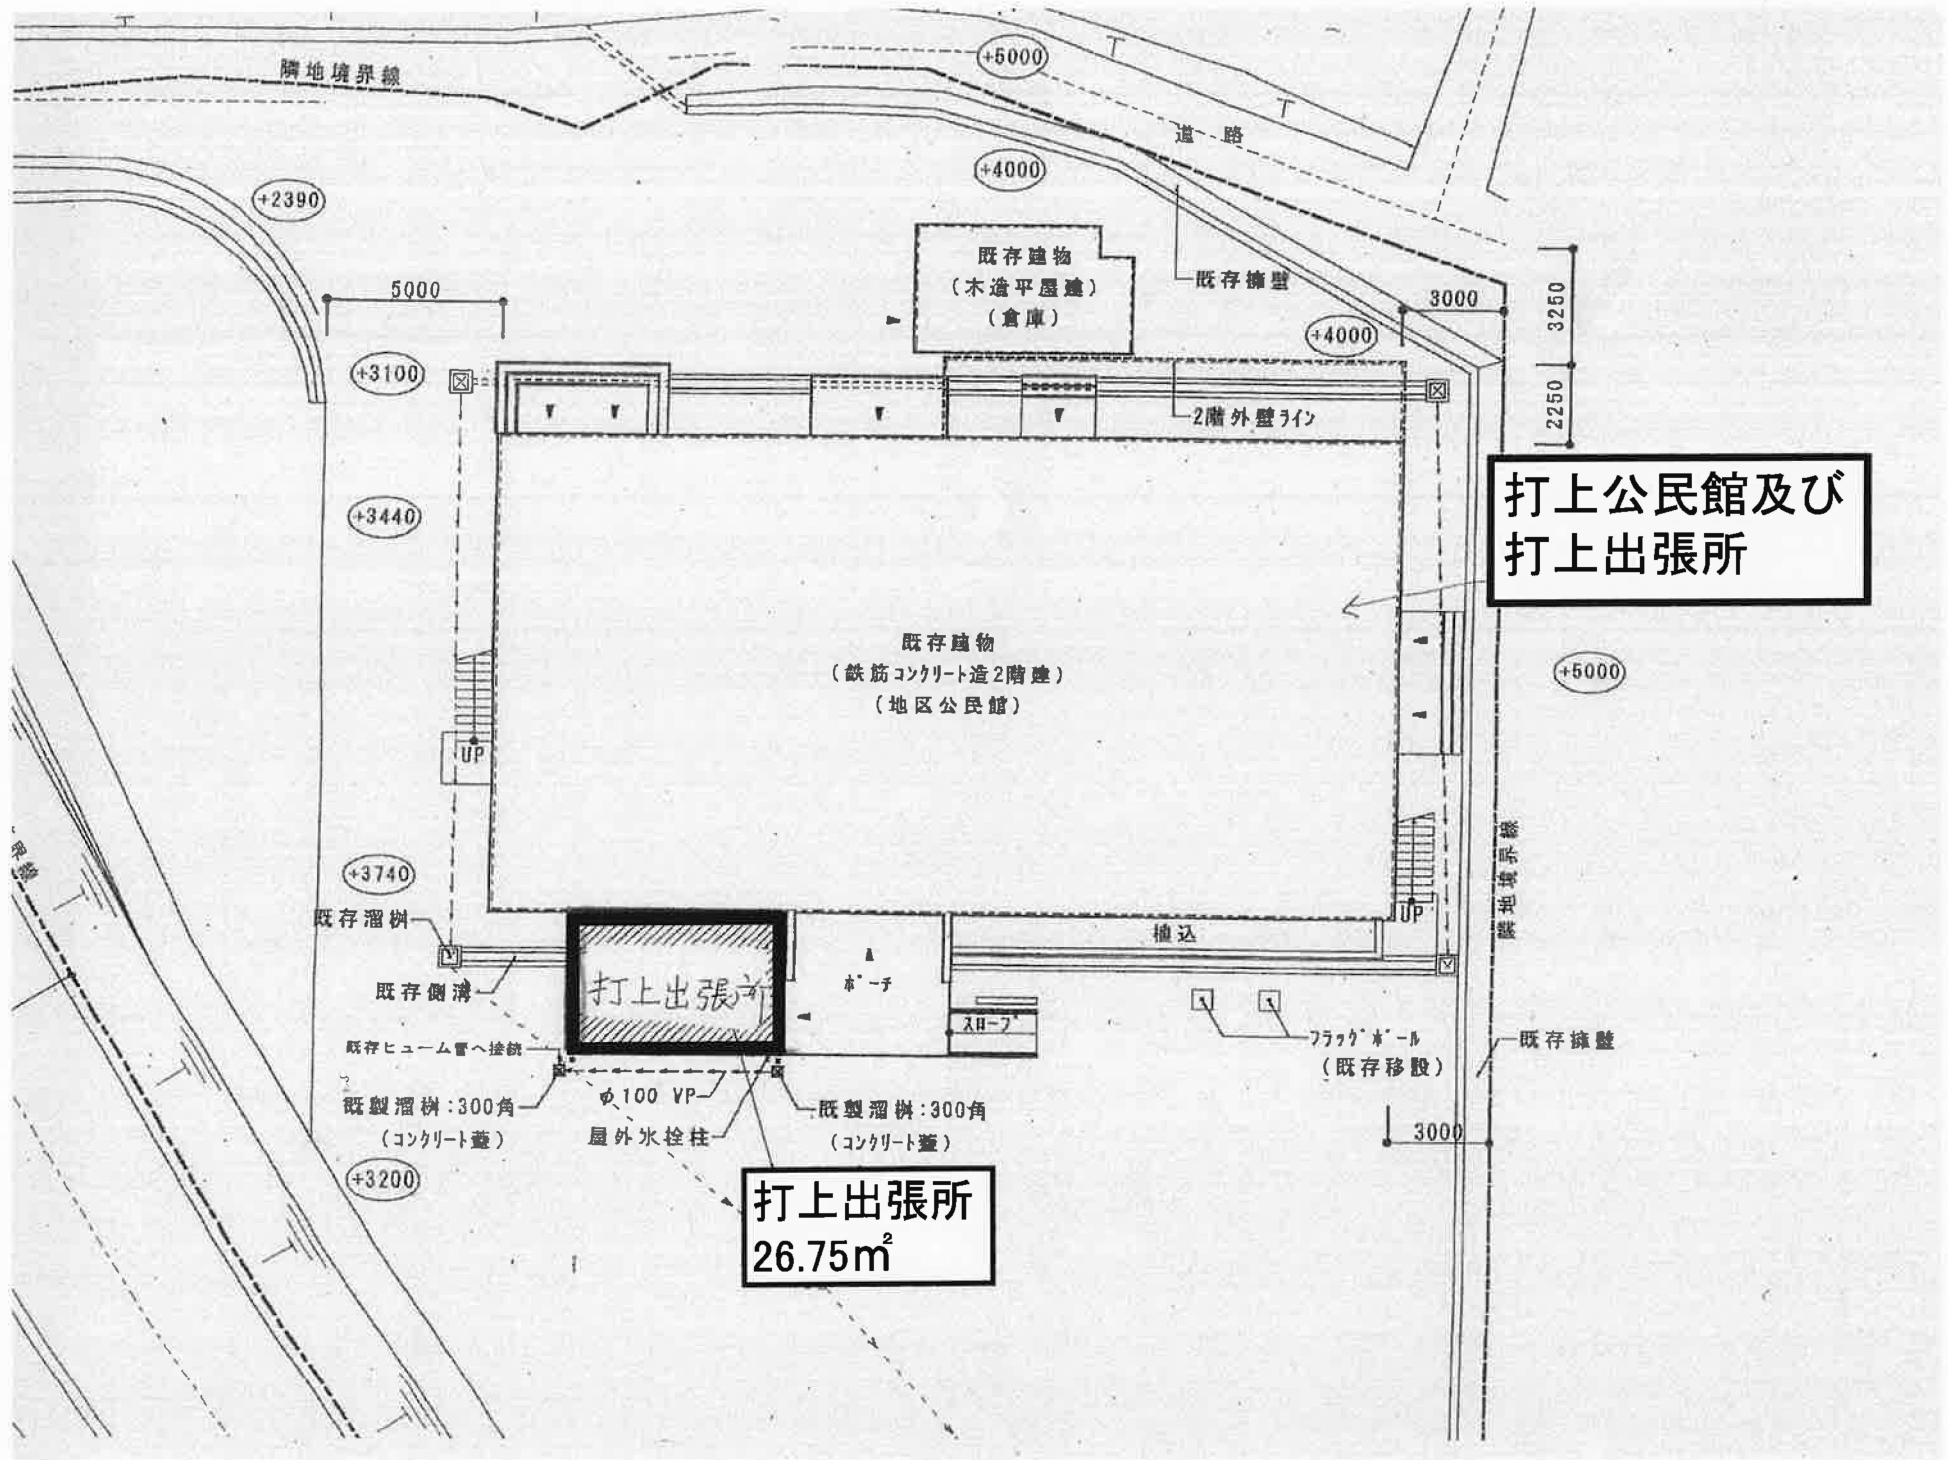 隣地境界線
+5000
道路
+4000
+2390
既存建物
(木造平屋建)
(倉庫)
既存擁壁
5000
3000
3250
+4000
+3100
2250
2階外壁ライン
+3440
打上公民館及び
打上出張所
既存建物
(鉄筋コンクリート造2階建)
(地区公民館)
+5000
UP
隣地境界線
界線
+3740
既存溜桝
UP
植込
既存側溝
打上出張所
ポーチ
スロープ
フラッグポール
(既存移設)
既存擁壁
既存ヒューム管へ接続
φ100 VP
既製溜桝:300角
(コンクリート蓋)
屋外水栓柱
既製溜桝:300角
(コンクリート蓋)
3000
+3200
打上出張所
26.75㎡